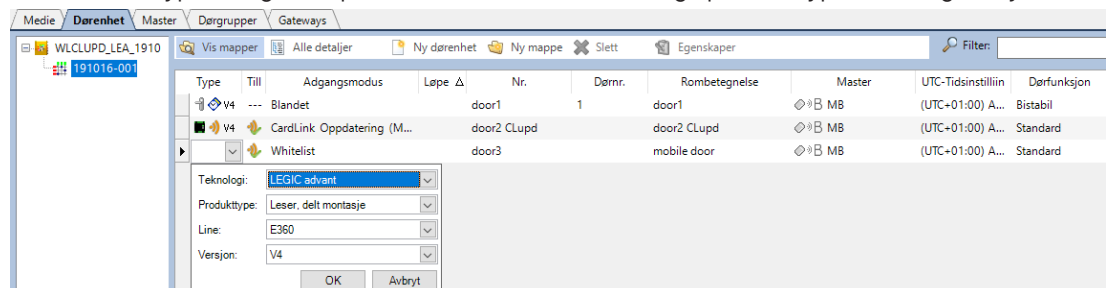 Medie Dørenhet Master Dørgrupper Gateways
WLCLUPD_LEA_1910 Vis mapper Alle detaljer Ny dørenhet Ny mappe Slett Egenskaper Filter:
191016-001
Type Till Adgangsmodus Løpe Nr. Dørnr. Rombetegnelse Master UTC-Tidsinstilliin Dørfunksjon
V4 --- Blandet door1 1 door1 MB (UTC+01:00) A... Bistabil
V4 CardLink Oppdatering (M... door2 CLupd door2 CLupd MB (UTC+01:00) A... Standard
Whitelist door3 mobile door MB (UTC+01:00) A... Standard
Teknologi: LEGIC advant
Produkttype: Leser, delt montasje
Line: E360
Versjon: V4
OK Avbryt